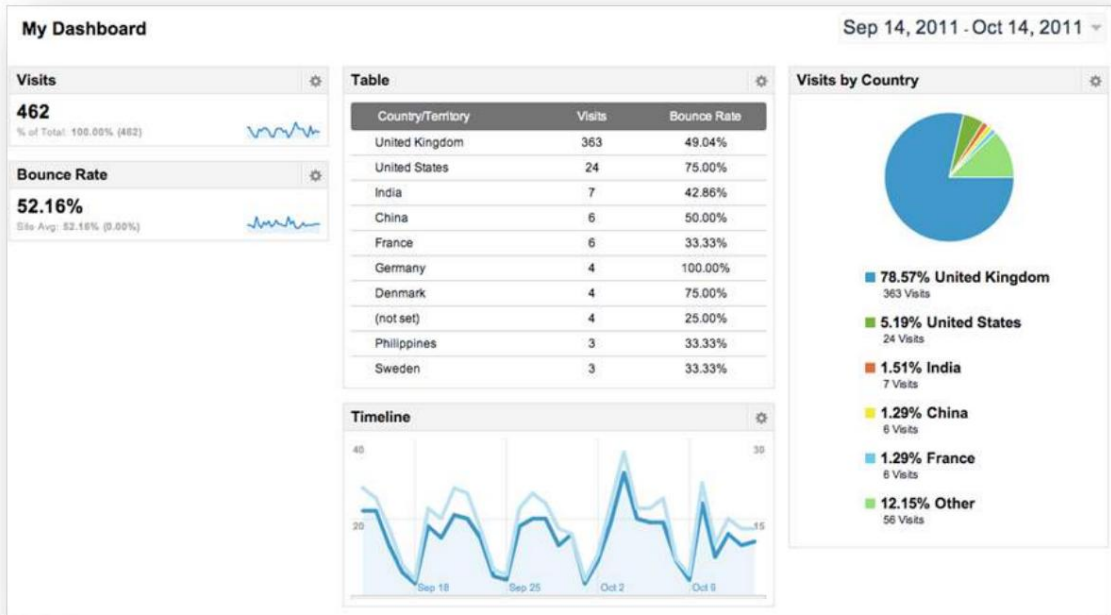 My Dashboard
Sep 14, 2011 - Oct 14, 2011
Visits
462
% of Total: 100.00% (462)
Bounce Rate
52.16%
Site Avg: 52.16% (0.00%)
Table
Country/Territory Visits Bounce Rate
United Kingdom 363 49.04%
United States 24 75.00%
India 7 42.86%
China 6 50.00%
France 6 33.33%
Germany 4 100.00%
Denmark 4 75.00%
(not set) 4 25.00%
Philippines 3 33.33%
Sweden 3 33.33%
Timeline
40 30
20 15
Sep 18 Sep 25 Oct 2 Oct 9
Visits by Country
78.57% United Kingdom
363 Visits
5.19% United States
24 Visits
1.51% India
7 Visits
1.29% China
6 Visits
1.29% France
6 Visits
12.15% Other
56 Visits